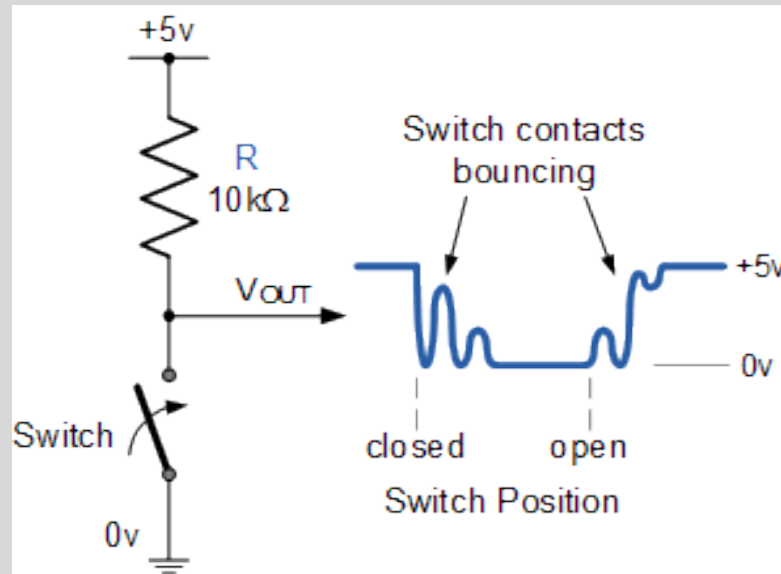 +5v
R
10kΩ
VOUT
Switch
0v
Switch contacts
bouncing
+5v
0v
closed
open
Switch Position